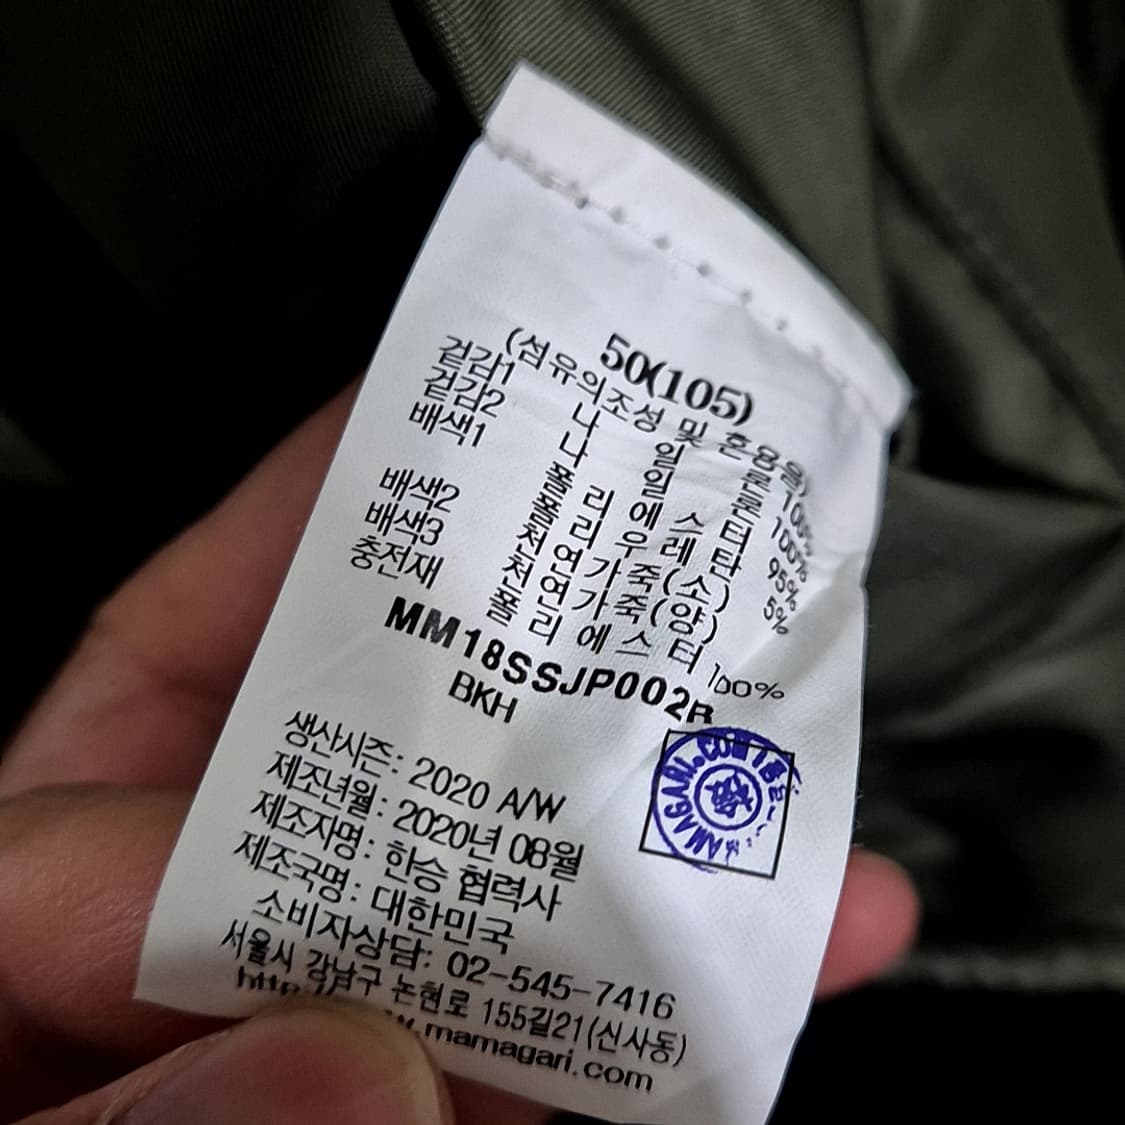 50(105)
(섬유의조성 및 혼용율)
겉감1 나 일 론 100%
겉감2 나 일 론 100%
배색1 폴 리 에 스 터 95%
폴 리 우 레 탄 5%
배색2 천 연 가 죽(소)
배색3 천 연 가 죽(양)
충전재 폴 리 에 스 터 100%
MM18SSJP002R
BKH
MAMAGARI.COM
생산시즌: 2020 A/W
제조년월: 2020년 08월
제조자명: 한승 협력사
제조국명: 대한민국
소비자상담: 02-545-7416
서울시 강남구 논현로 155길21(신사동)
http:/ w.mamagari.com